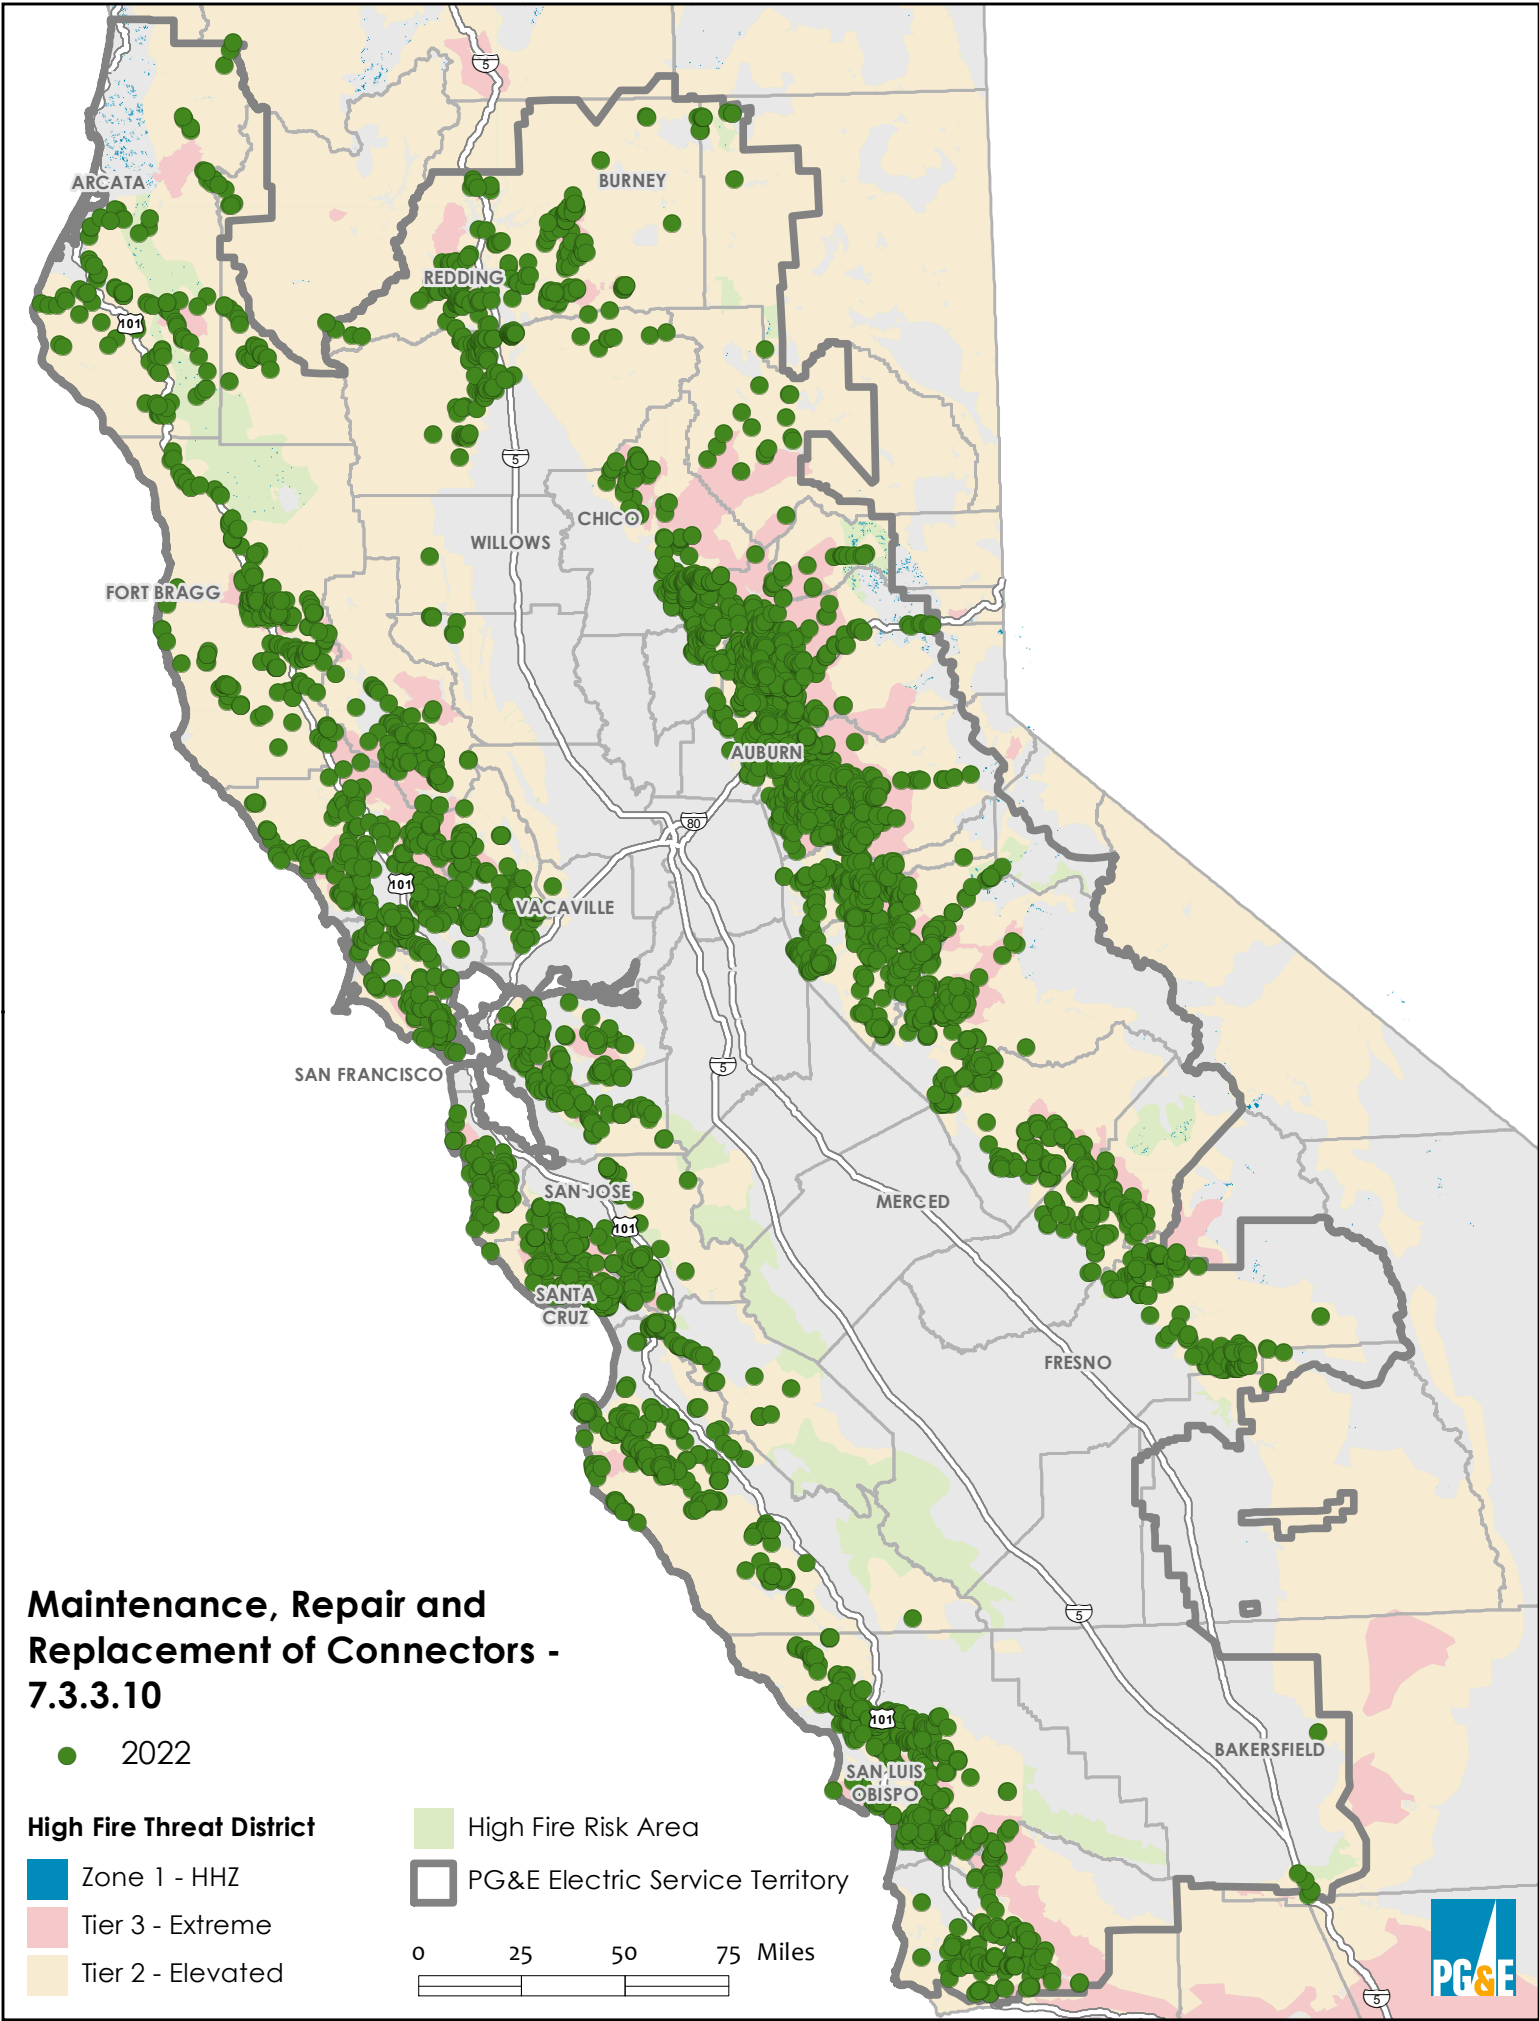 5
ARCATA
BURNEY
REDDING
101
5
CHICO
WILLOWS
FORT BRAGG
AUBURN
80
101
VACAVILLE
SAN FRANCISCO
5
SAN JOSE
MERCED
101
SANTA
CRUZ
FRESNO
5
101
BAKERSFIELD
SAN LUIS
OBISPO
5
Maintenance, Repair and
Replacement of Connectors -
7.3.3.10
2022
High Fire Threat District
Zone 1 - HHZ
Tier 3 - Extreme
Tier 2 - Elevated
High Fire Risk Area
PG&E Electric Service Territory
0 25 50 75 Miles
PG&E